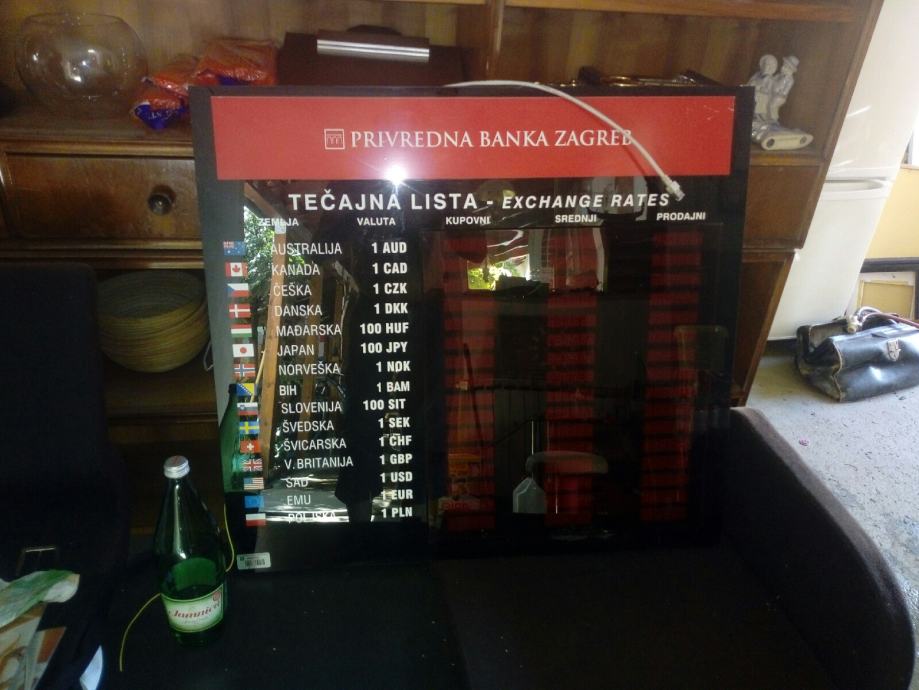 PRIVREDNA BANKA ZAGREB
TEČAJNA LISTA - EXCHANGE RATES
ZEMLJA VALUTA KUPOVNI SREDNJI PRODAJNI
AUSTRALIJA 1 AUD
KANADA 1 CAD
ČEŠKA 1 CZK
DANSKA 1 DKK
MAĐARSKA 100 HUF
JAPAN 100 JPY
NORVEŠKA 1 NOK
BIH 1 BAM
SLOVENIJA 100 SIT
ŠVEDSKA 1 SEK
ŠVICARSKA 1 CHF
V.BRITANIJA 1 GBP
SAD 1 USD
EMU 1 EUR
POLJSKA 1 PLN
Jamnica